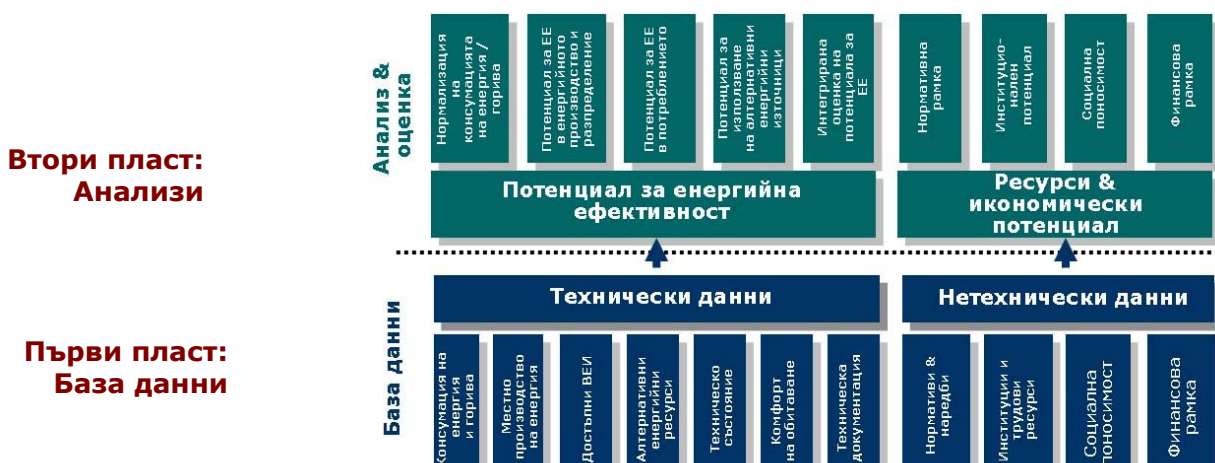 Втори пласт:
Анализи
Анализ &
оценка
Нормализация
на
консумацията
на енергия /
горива
Потенциал за ЕЕ
в енергийното
производство и
разпределение
Потенциал за ЕЕ
в потреблението
Потенциал за
използване
на алтернативни
енергийни
източници
Интегрирана
оценка на
потенциала за
ЕЕ
Нормативна
рамка
Институцио-
нален
потенциал
Социална
поносимост
Финансова
рамка
Потенциал за енергийна
ефективност
Ресурси &
икономически
потенциал
Първи пласт:
База данни
База данни
Технически данни
Нетехнически данни
Консумация на
енергия
и горива
Местно
производство
на енергия
Достъпни ВЕИ
Алтернативни
енергийни
ресурси
Техническо
състояние
Комфорт
на обитаване
Техническа
документация
Нормативи &
наредби
Институции и
трудови
ресурси
Социална
поносимост
Финансова
рамка